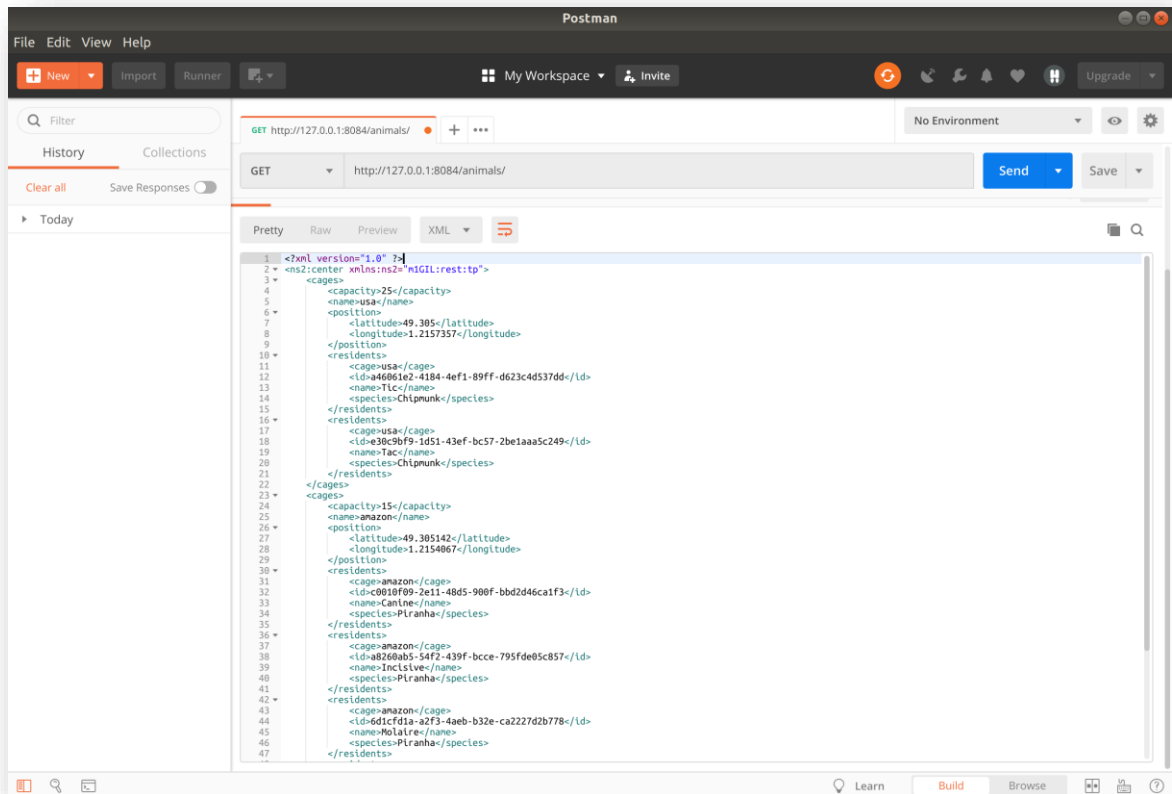 Postman
File Edit View Help
New Import Runner My Workspace Invite Upgrade
Filter
History Collections
Clear all Save Responses
Today
GET http://127.0.0.1:8084/animals/ + •••
No Environment
GET http://127.0.0.1:8084/animals/ Send Save
Pretty Raw Preview XML
1 <?xml version="1.0" ?>
2 <ns2:center xmlns:ns2="m1GIL:rest:tp">
3 <cages>
4 <capacity>25</capacity>
5 <name>usa</name>
6 <position>
7 <latitude>49.305</latitude>
8 <longitude>1.2157357</longitude>
9 </position>
10 <residents>
11 <cage>usa</cage>
12 <id>a46061e2-4184-4ef1-89ff-d623c4d537dd</id>
13 <name>Tic</name>
14 <species>Chipmunk</species>
15 </residents>
16 <residents>
17 <cage>usa</cage>
18 <id>e30c9bf9-1d51-43ef-bc57-2be1aaa5c249</id>
19 <name>Tac</name>
20 <species>Chipmunk</species>
21 </residents>
22 </cages>
23 <cages>
24 <capacity>15</capacity>
25 <name>amazon</name>
26 <position>
27 <latitude>49.305142</latitude>
28 <longitude>1.2154067</longitude>
29 </position>
30 <residents>
31 <cage>amazon</cage>
32 <id>c0010f09-2e11-48d5-900f-bbd2d46ca1f3</id>
33 <name>Canine</name>
34 <species>Piranha</species>
35 </residents>
36 <residents>
37 <cage>amazon</cage>
38 <id>a8260ab5-54f2-439f-bcce-795fde05c857</id>
39 <name>Incisive</name>
40 <species>Piranha</species>
41 </residents>
42 <residents>
43 <cage>amazon</cage>
44 <id>6d1cfd1a-a2f3-4aeb-b32e-ca2227d2b778</id>
45 <name>Molaire</name>
46 <species>Piranha</species>
47 </residents>
Learn Build Browse